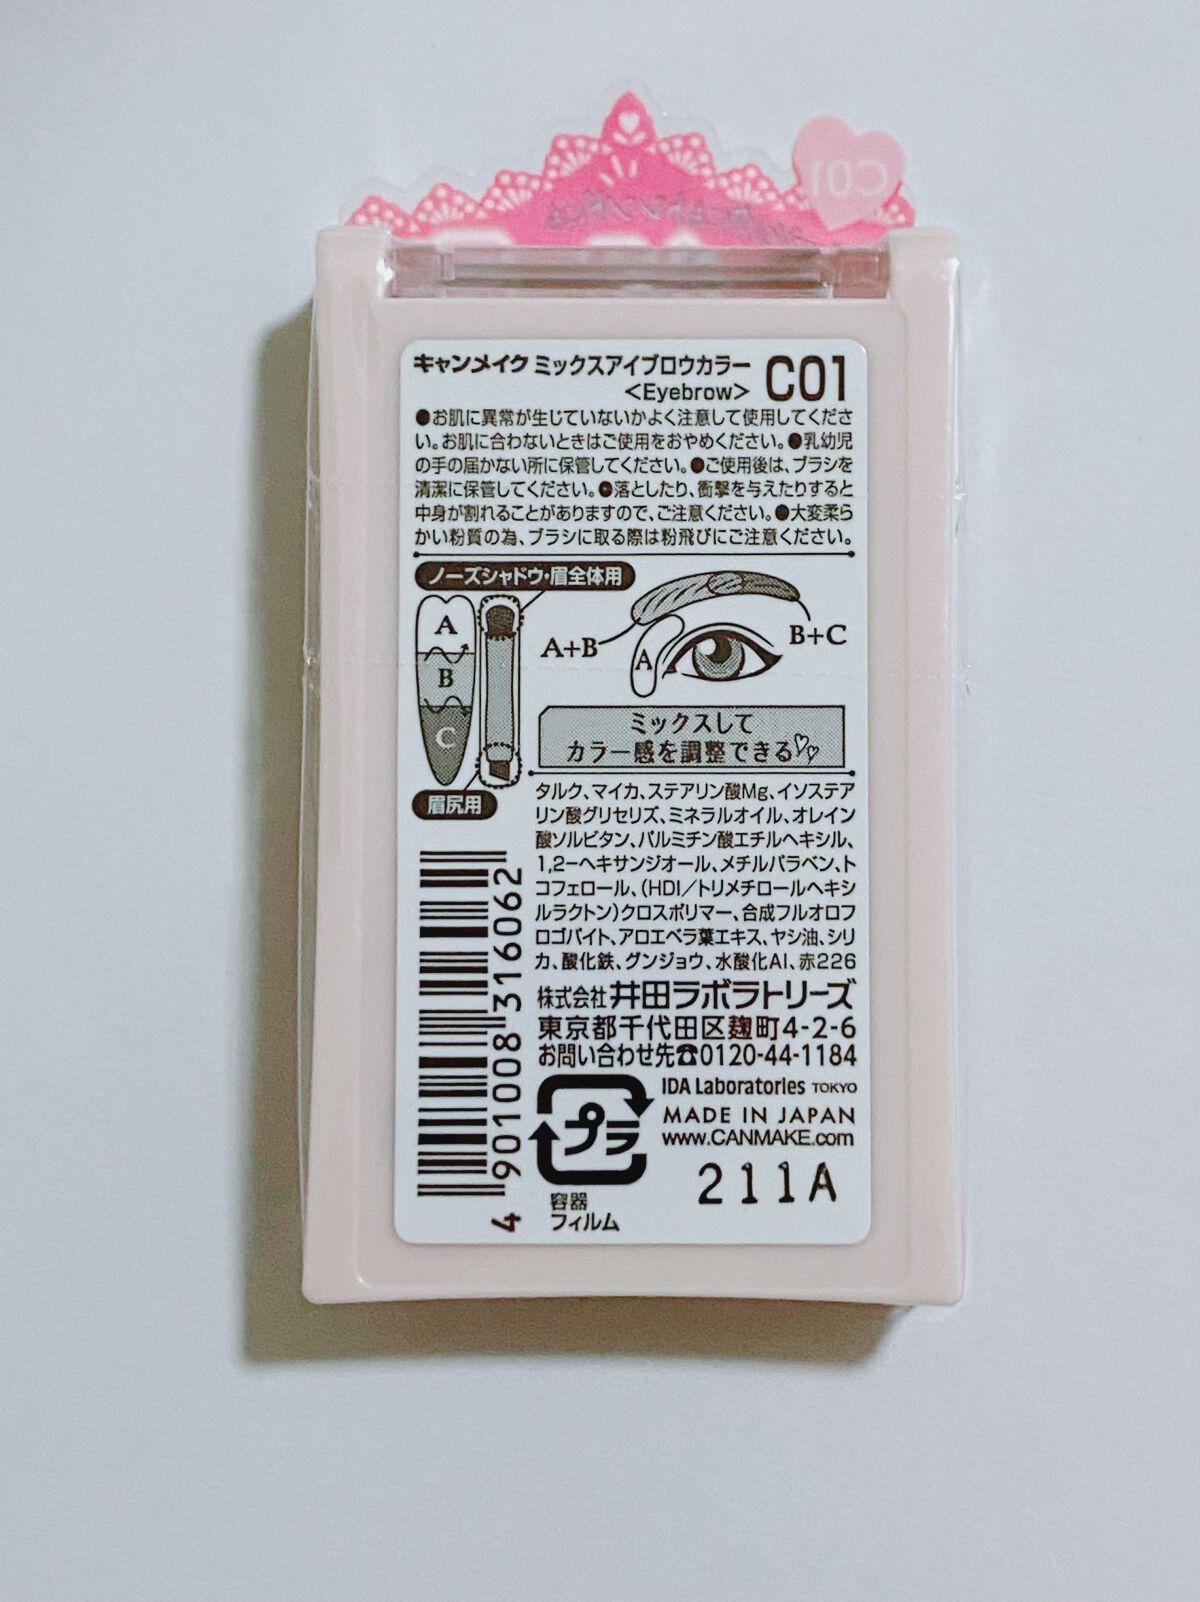 C01
キャンメイク ミックスアイブロウカラー C01
<Eyebrow>
●お肌に異常が生じていないかよく注意して使用してくださ
い。お肌に合わないときはご使用をおやめください。●乳幼児
の手の届かない所に保管してください。●ご使用後は、ブラシを
清潔に保管してください。●落としたり、衝撃を与えたりすると
中身が割れることがありますので、ご注意ください。●大変柔ら
かい粉質の為、ブラシに取る際は粉飛びにご注意ください。
ノーズシャドウ・眉全体用
A
B
C
眉尻用
A+B
A
B+C
ミックスして
カラー感を調整できる
タルク、マイカ、ステアリン酸Mg、イソステア
リン酸グリセリズ、ミネラルオイル、オレイン
酸ソルビタン、パルミチン酸エチルヘキシル、
1,2-ヘキサンジオール、メチルパラベン、ト
コフェロール、(HDI/トリメチロールヘキシ
ルラクトン)クロスポリマー、合成フルオロフ
ロゴパイト、アロエベラ葉エキス、ヤシ油、シリ
カ、酸化鉄、グンジョウ、水酸化Al、赤226
株式会社 井田ラボラトリーズ
東京都千代田区麹町4-2-6
お問い合わせ先☎0120-44-1184
IDA Laboratories TOKYO
MADE IN JAPAN
www.CANMAKE.com
プラ
容器
フィルム
211A
4 901008 316062